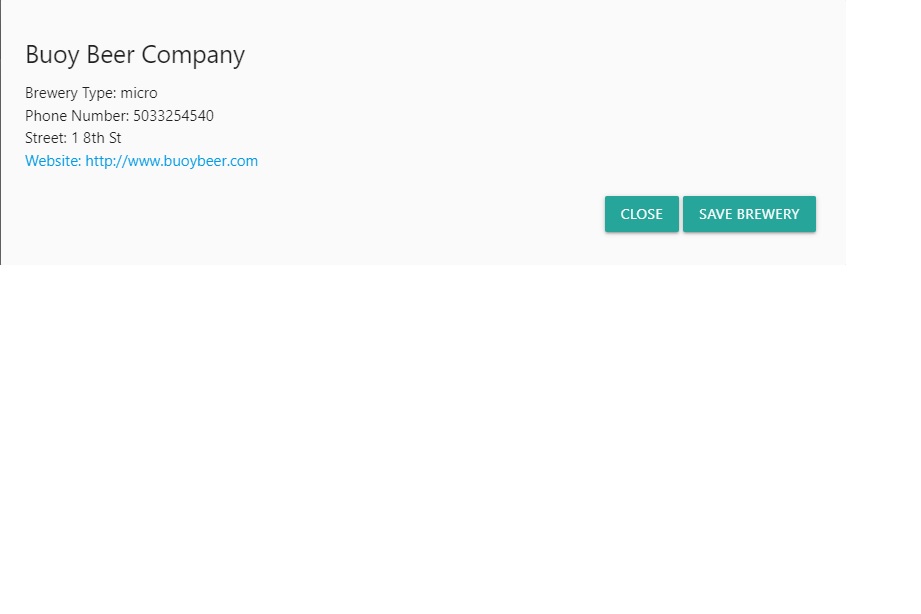 Buoy Beer Company
Brewery Type: micro
Phone Number: 5033254540
Street: 1 8th St
Website: http://www.buoybeer.com
CLOSE SAVE BREWERY